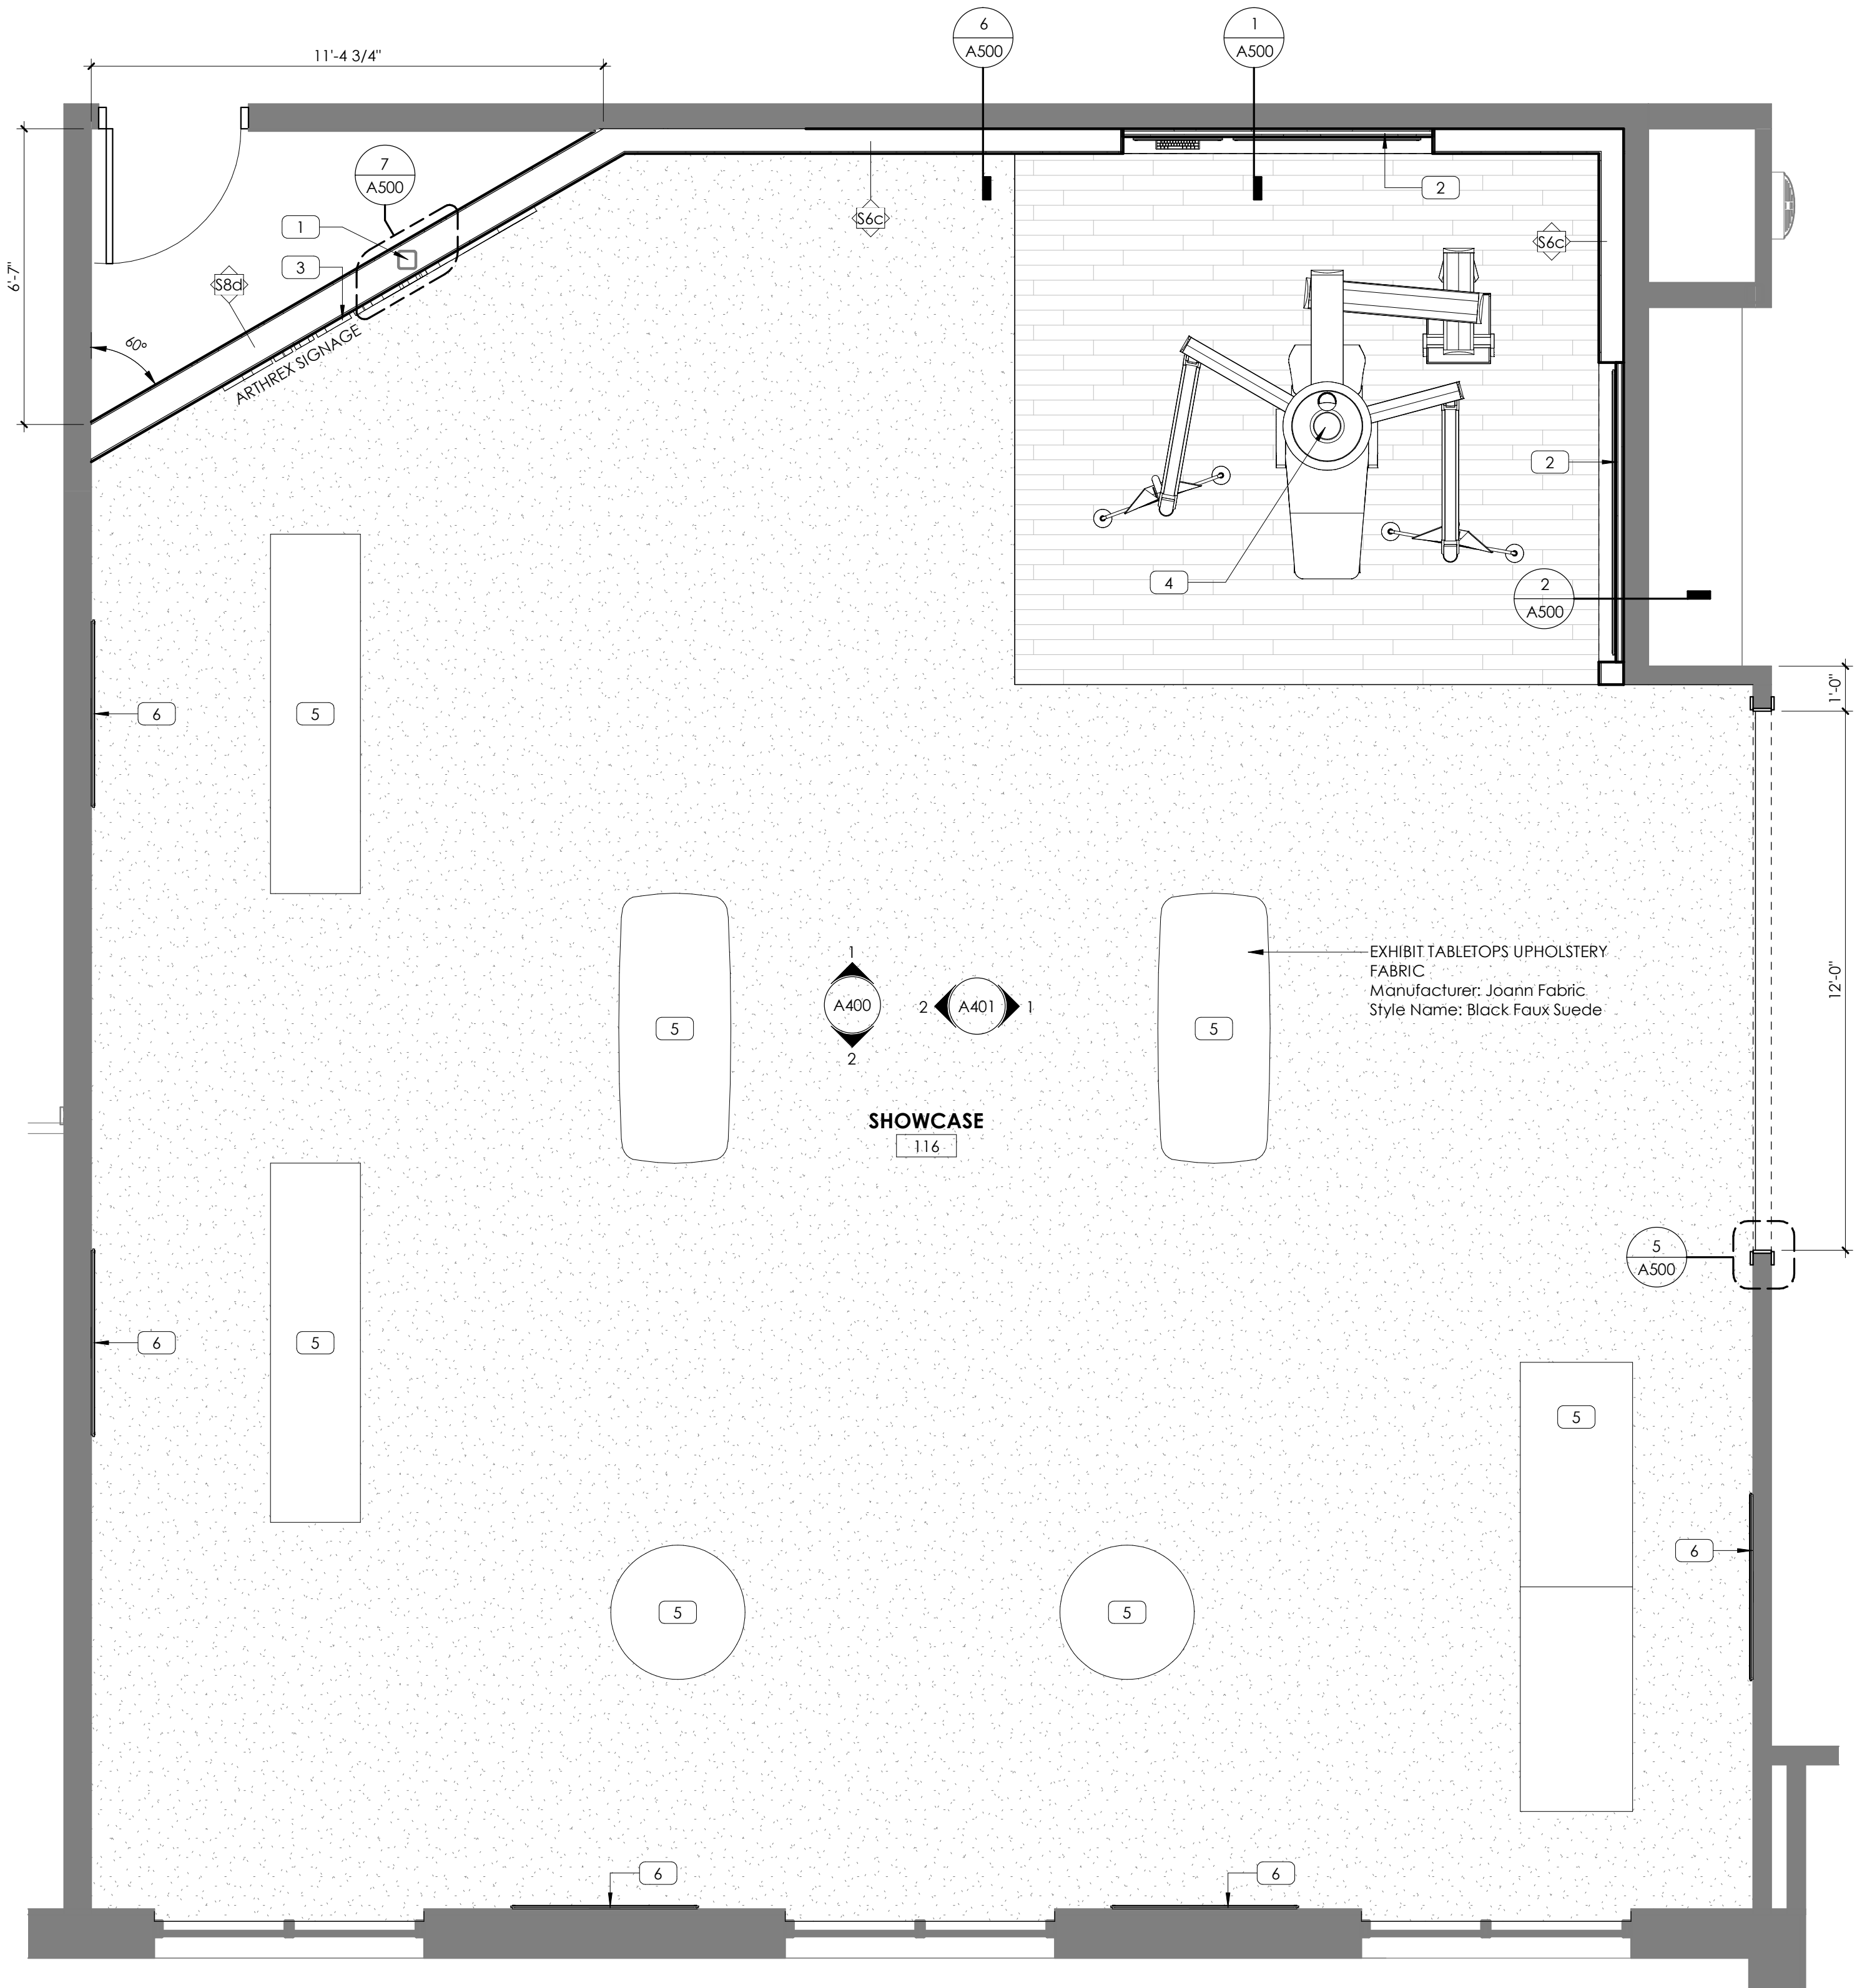 6
A500
1
A500
11'-4 3/4"
7
A500
1
3
S8d
S6c
2
S6c
6'-7"
60°
ARTHREX SIGNAGE
2
4
2
A500
1'-0"
6
5
1
A400
2
2
A401
1
EXHIBIT TABLETOPS UPHOLSTERY
FABRIC
Manufacturer: Joann Fabric
Style Name: Black Faux Suede
12'-0"
5
5
SHOWCASE
116
5
A500
6
5
5
6
5
5
6
6